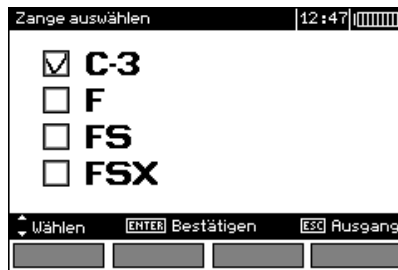 Zange auswählen 12:47
C-3
F
FS
FSX
Wählen ENTER Bestätigen ESC Ausgang